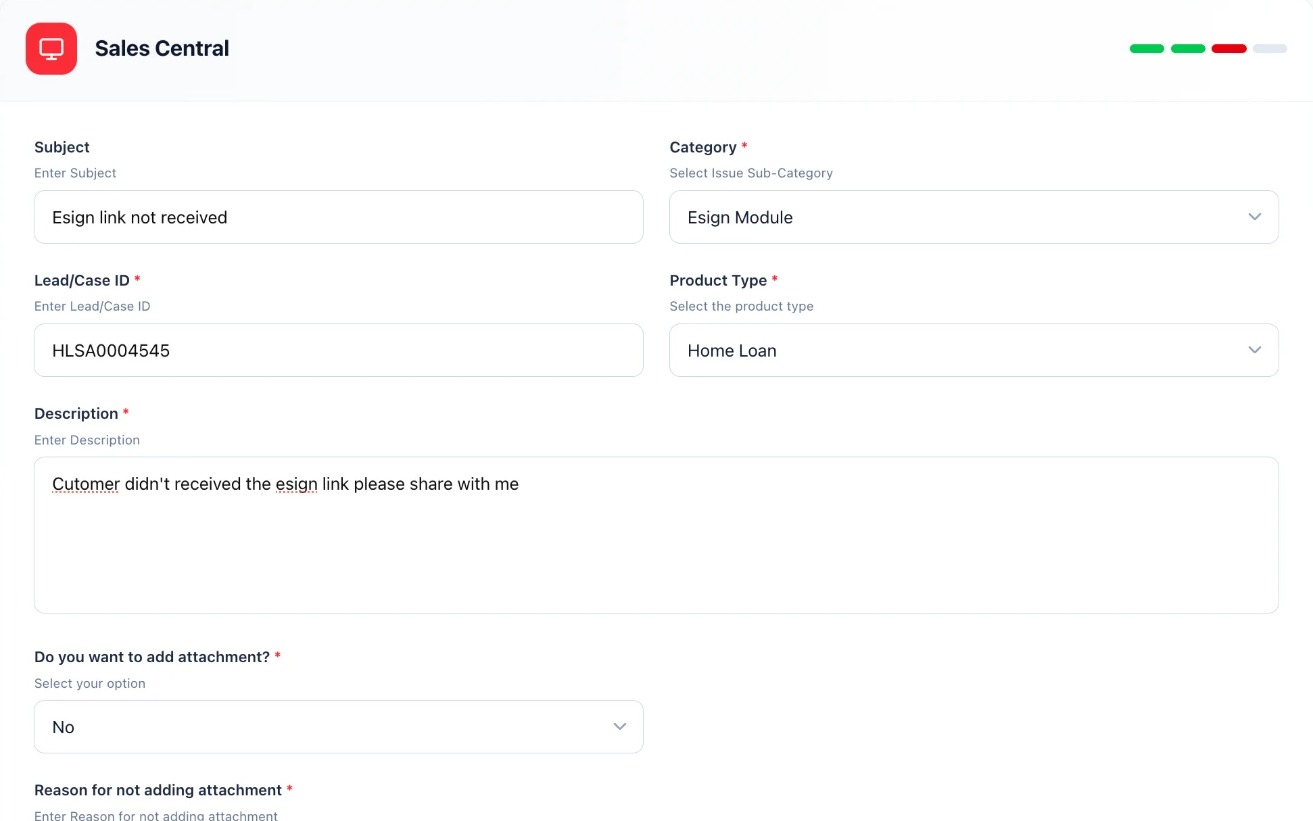 Sales Central
Subject
Enter Subject
Esign link not received
Category *
Select Issue Sub-Category
Esign Module
Lead/Case ID *
Enter Lead/Case ID
HLSA0004545
Product Type *
Select the product type
Home Loan
Description *
Enter Description
Cutomer didn't received the esign link please share with me
Do you want to add attachment? *
Select your option
No
Reason for not adding attachment *
Enter Reason for not adding attachment